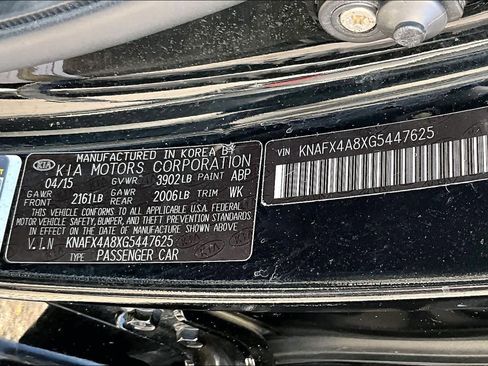 MANUFACTURED IN KOREA BY
KIA KIA MOTORS CORPORATION
04/15 GVWR 3902LB PAINT ABP
GAWR FRONT 2161LB GAWR REAR 2006LB TRIM WK
THIS VEHICLE CONFORMS TO ALL APPLICABLE U.S. FEDERAL
MOTOR VEHICLE SAFETY, BUMPER, AND THEFT PREVENTION STANDARDS
IN EFFECT ON THE DATE OF MANUFACTURE SHOWN ABOVE.
V.I.N KNAFX4A8XG5447625
TYPE: PASSENGER CAR
VIN KNAFX4A8XG5447625